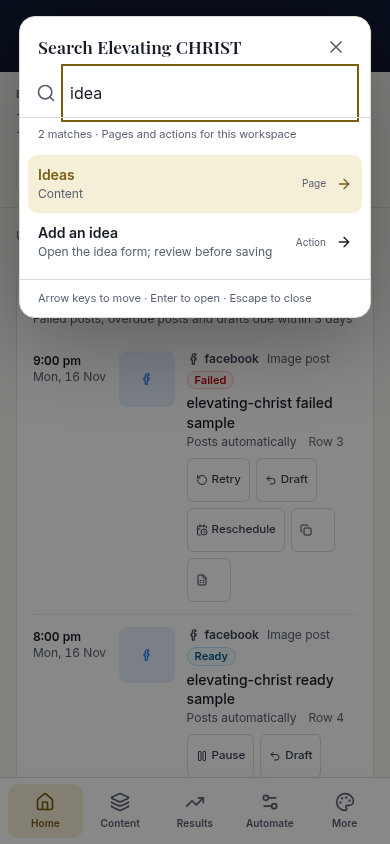 Search Elevating CHRIST
idea
2 matches · Pages and actions for this workspace
Ideas
Content
Page
Add an idea
Open the idea form; review before saving
Action
Arrow keys to move · Enter to open · Escape to close
Failed posts, overdue posts and drafts due within 3 days
9:00 pm
Mon, 16 Nov
facebook Image post
Failed
elevating-christ failed
sample
Posts automatically Row 3
Retry
Draft
Reschedule
8:00 pm
Mon, 16 Nov
facebook Image post
Ready
elevating-christ ready
sample
Posts automatically Row 4
Pause
Draft
Home
Content
Results
Automate
More